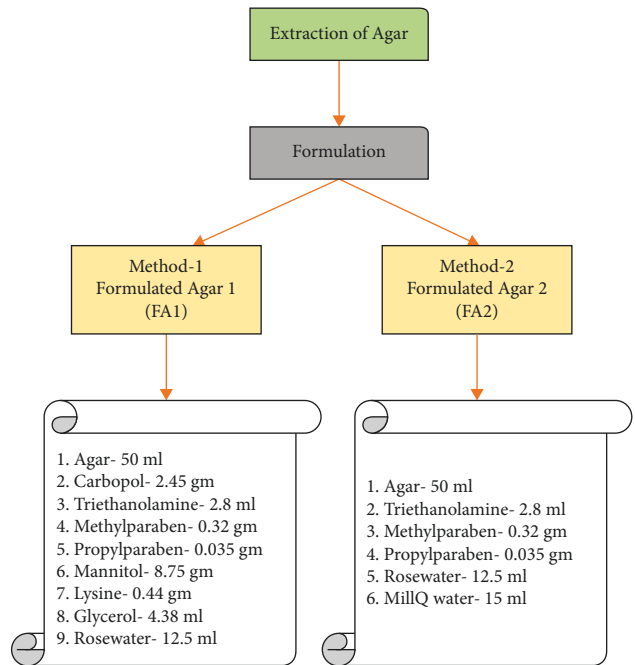 Extraction of Agar
Formulation
Method-1
Formulated Agar 1
(FA1)
Method-2
Formulated Agar 2
(FA2)
1. Agar- 50 ml
2. Carbopol- 2.45 gm
3. Triethanolamine- 2.8 ml
4. Methylparaben- 0.32 gm
5. Propylparaben- 0.035 gm
6. Mannitol- 8.75 gm
7. Lysine- 0.44 gm
8. Glycerol- 4.38 ml
9. Rosewater- 12.5 ml
1. Agar- 50 ml
2. Triethanolamine- 2.8 ml
3. Methylparaben- 0.32 gm
4. Propylparaben- 0.035 gm
5. Rosewater- 12.5 ml
6. MillQ water- 15 ml